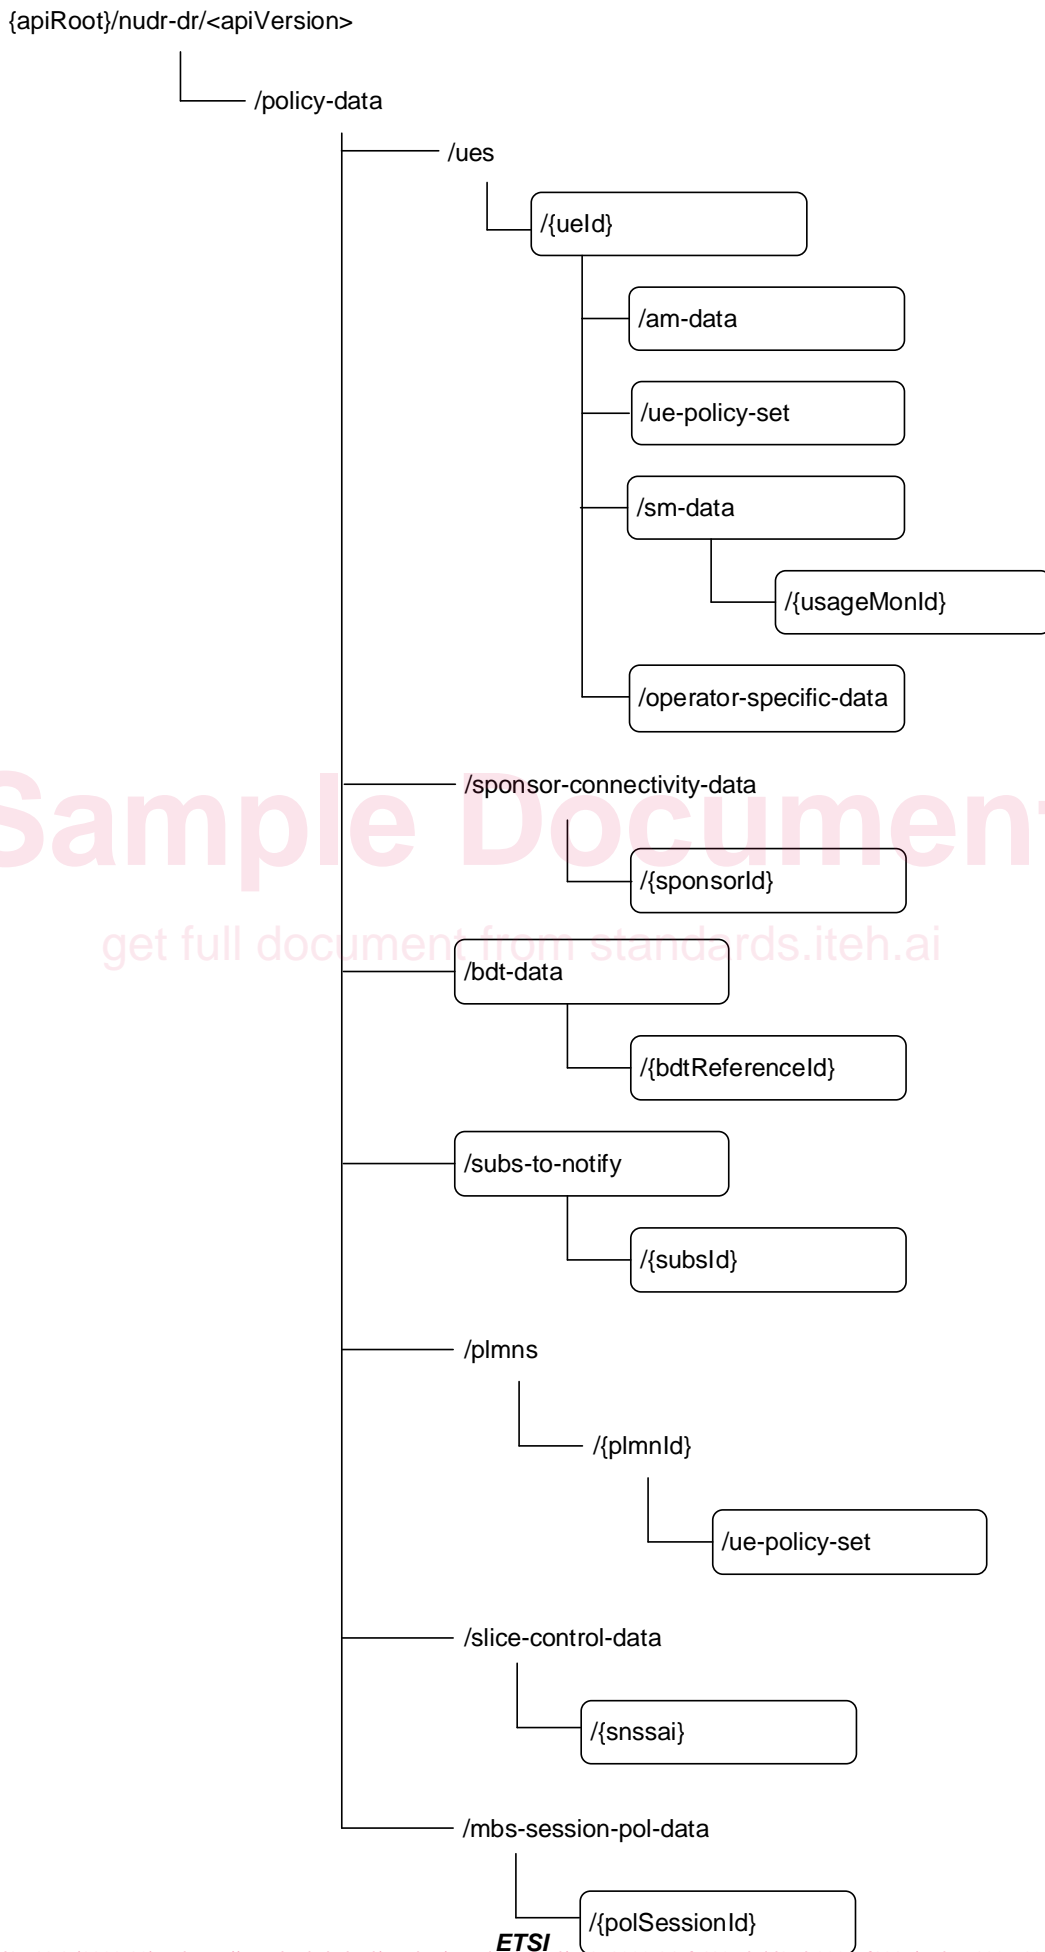 {apiRoot}/nudr-dr/<apiVersion>
/policy-data
/ues
/{ueId}
/am-data
/ue-policy-set
/sm-data
/{usageMonId}
/operator-specific-data
Sample Document
/sponsor-connectivity-data
/{sponsorId}
get full document from standards.iteh.ai
/bdt-data
/{bdtReferenceId}
/subs-to-notify
/{subsId}
/plmns
/{plmnId}
/ue-policy-set
/slice-control-data
/{snssai}
/mbs-session-pol-data
/{polSessionId}
ETSI